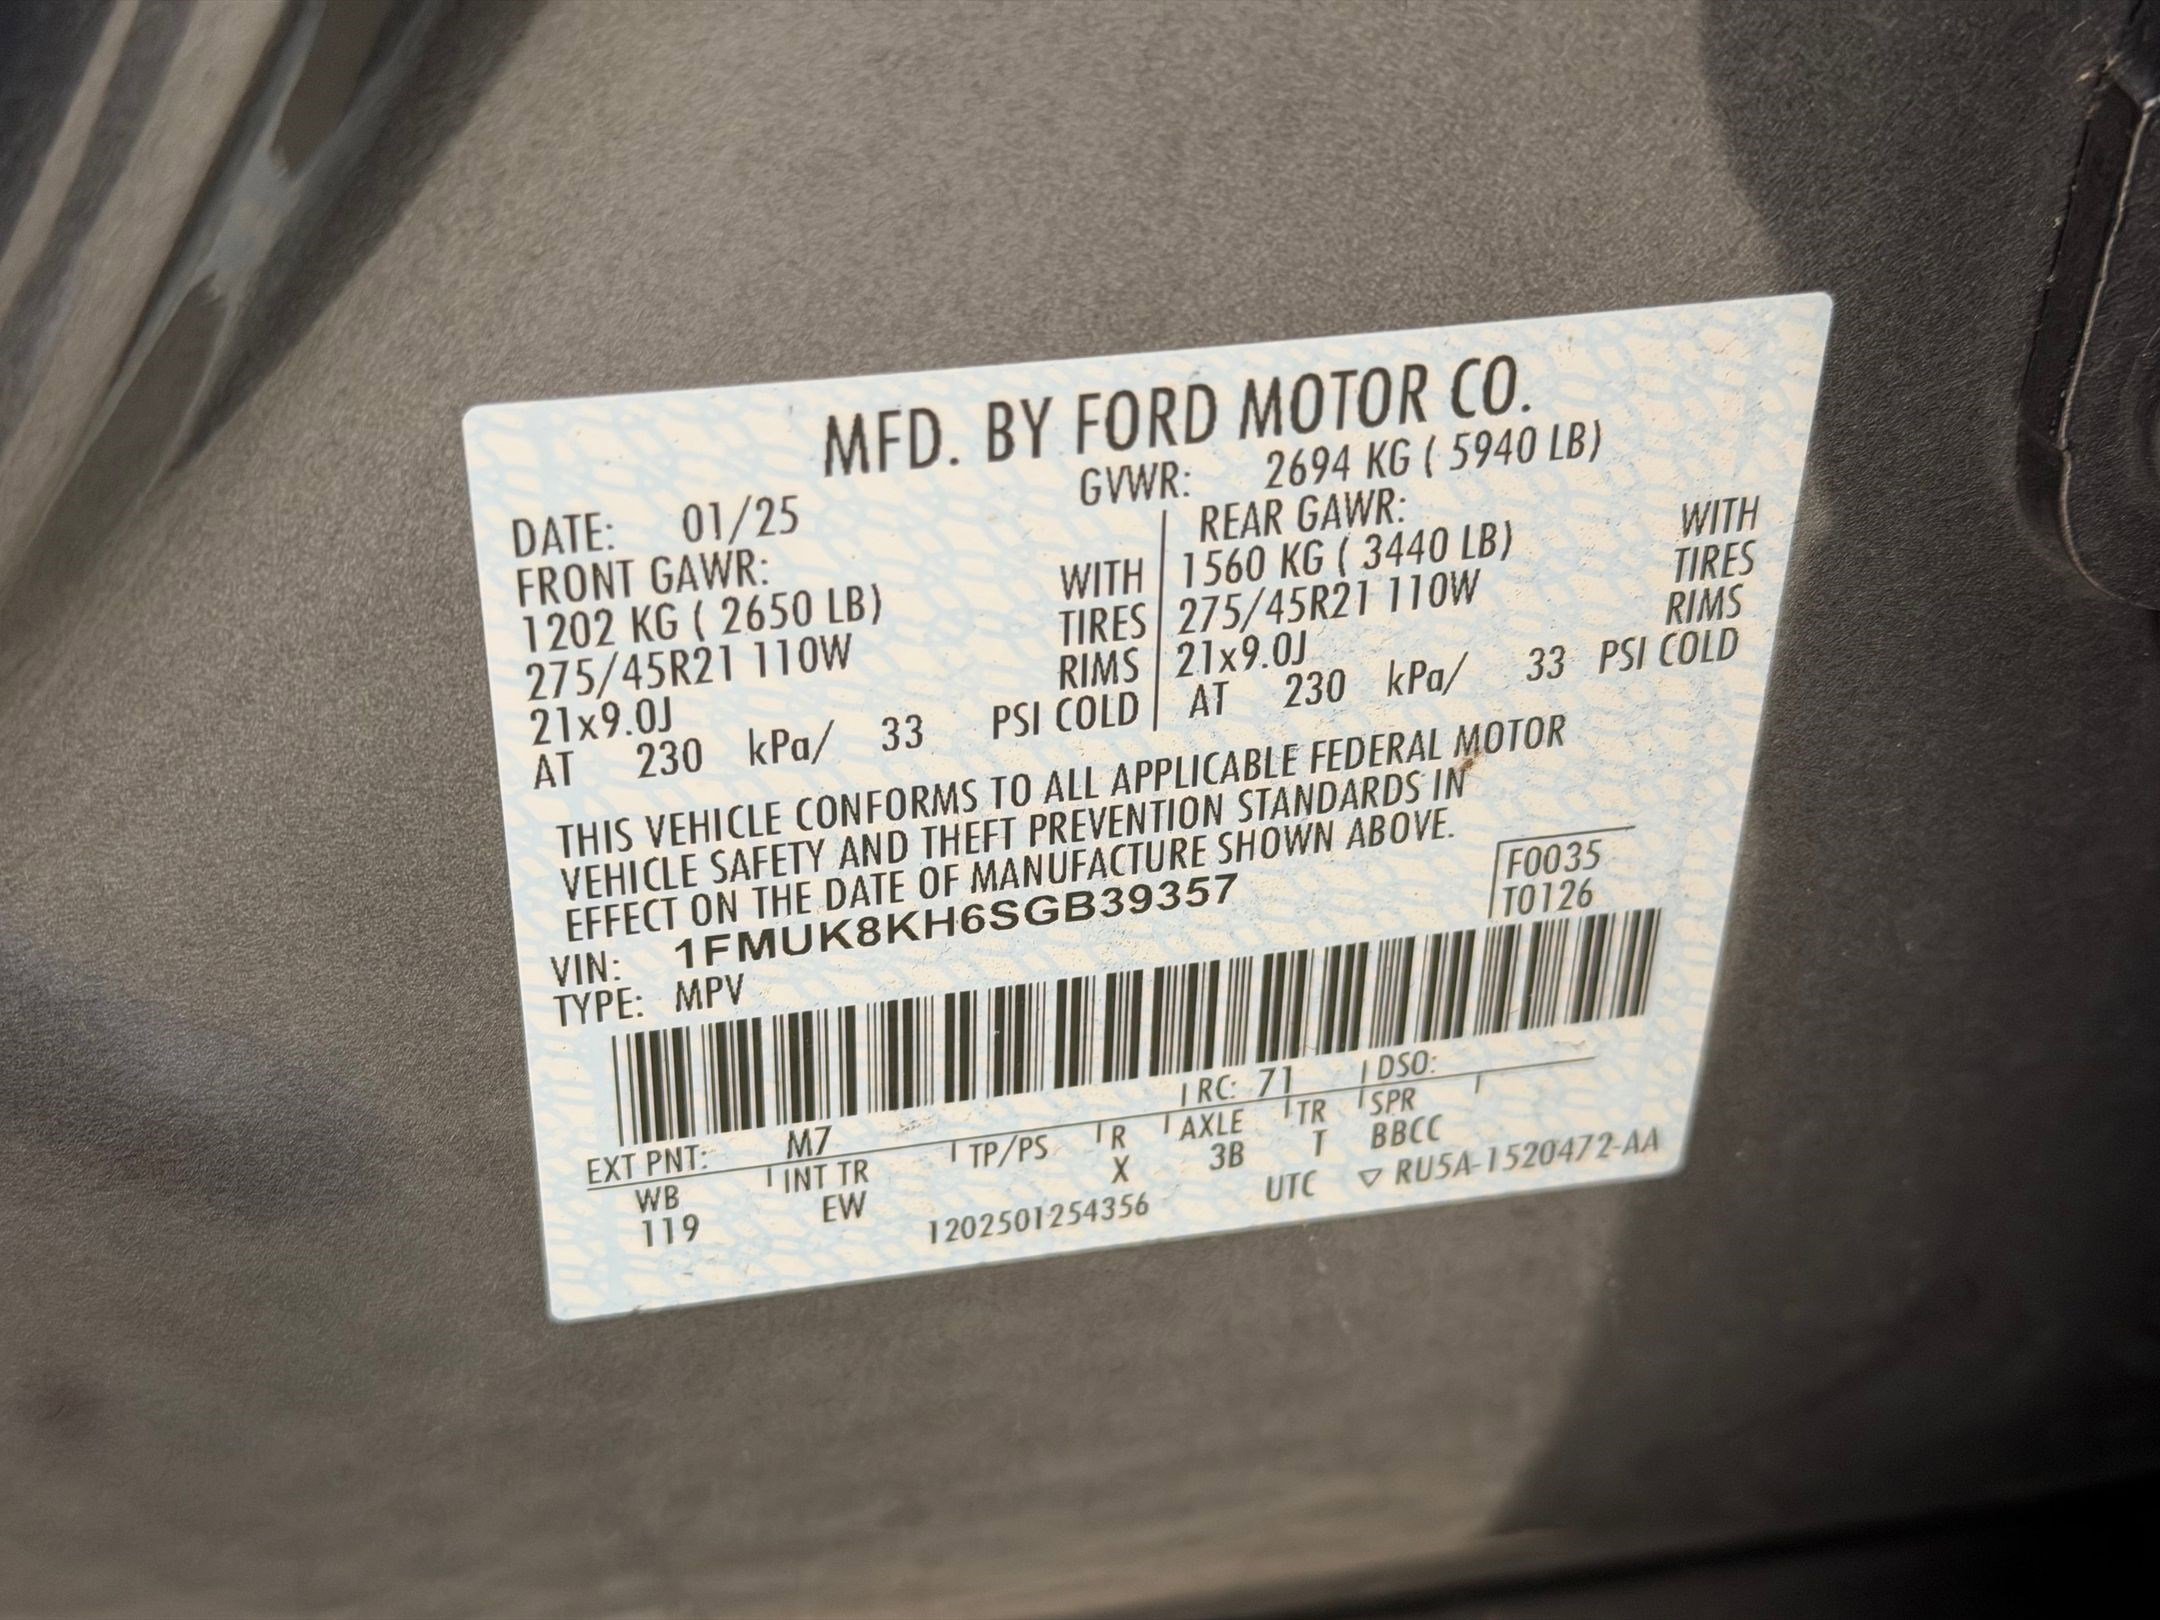 MFD. BY FORD MOTOR CO.
DATE: 01/25 GVWR: 2694 KG ( 5940 LB)
FRONT GAWR: REAR GAWR:
1202 KG ( 2650 LB) WITH 1560 KG ( 3440 LB) WITH
275/45R21 110W TIRES 275/45R21 110W TIRES
21x9.0J RIMS 21x9.0J RIMS
AT 230 kPa/ 33 PSI COLD AT 230 kPa/ 33 PSI COLD
THIS VEHICLE CONFORMS TO ALL APPLICABLE FEDERAL MOTOR
VEHICLE SAFETY AND THEFT PREVENTION STANDARDS IN
EFFECT ON THE DATE OF MANUFACTURE SHOWN ABOVE.
VIN: 1FMUK8KH6SGB39357 F0035
TYPE: MPV T0126
EXT PNT: M7 RC: 71 DSO:
WB INT TR TP/PS R AXLE TR SPR
119 EW X 3B T BBCC
1202501254356 UTC ▽ RU5A-1520472-AA